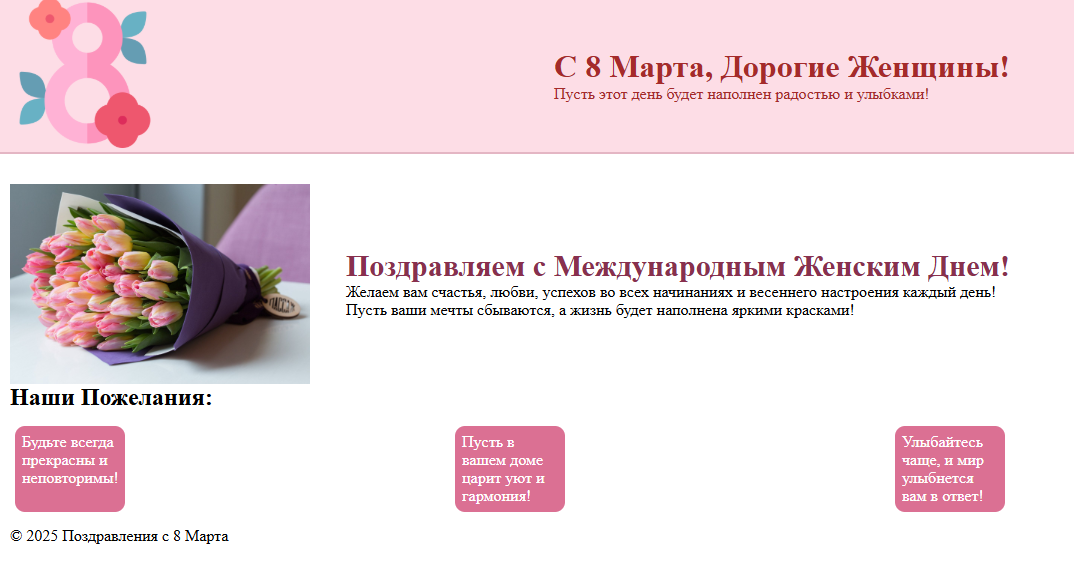 С 8 Марта, Дорогие Женщины!
Пусть этот день будет наполнен радостью и улыбками!
Поздравляем с Международным Женским Днем!
Желаем вам счастья, любви, успехов во всех начинаниях и весеннего настроения каждый день!
Пусть ваши мечты сбываются, а жизнь будет наполнена яркими красками!
Наши Пожелания:
Будьте всегда
прекрасны и
неповторимы!
Пусть в
вашем доме
царит уют и
гармония!
Улыбайтесь
чаще, и мир
улыбнется
вам в ответ!
© 2025 Поздравления с 8 Марта